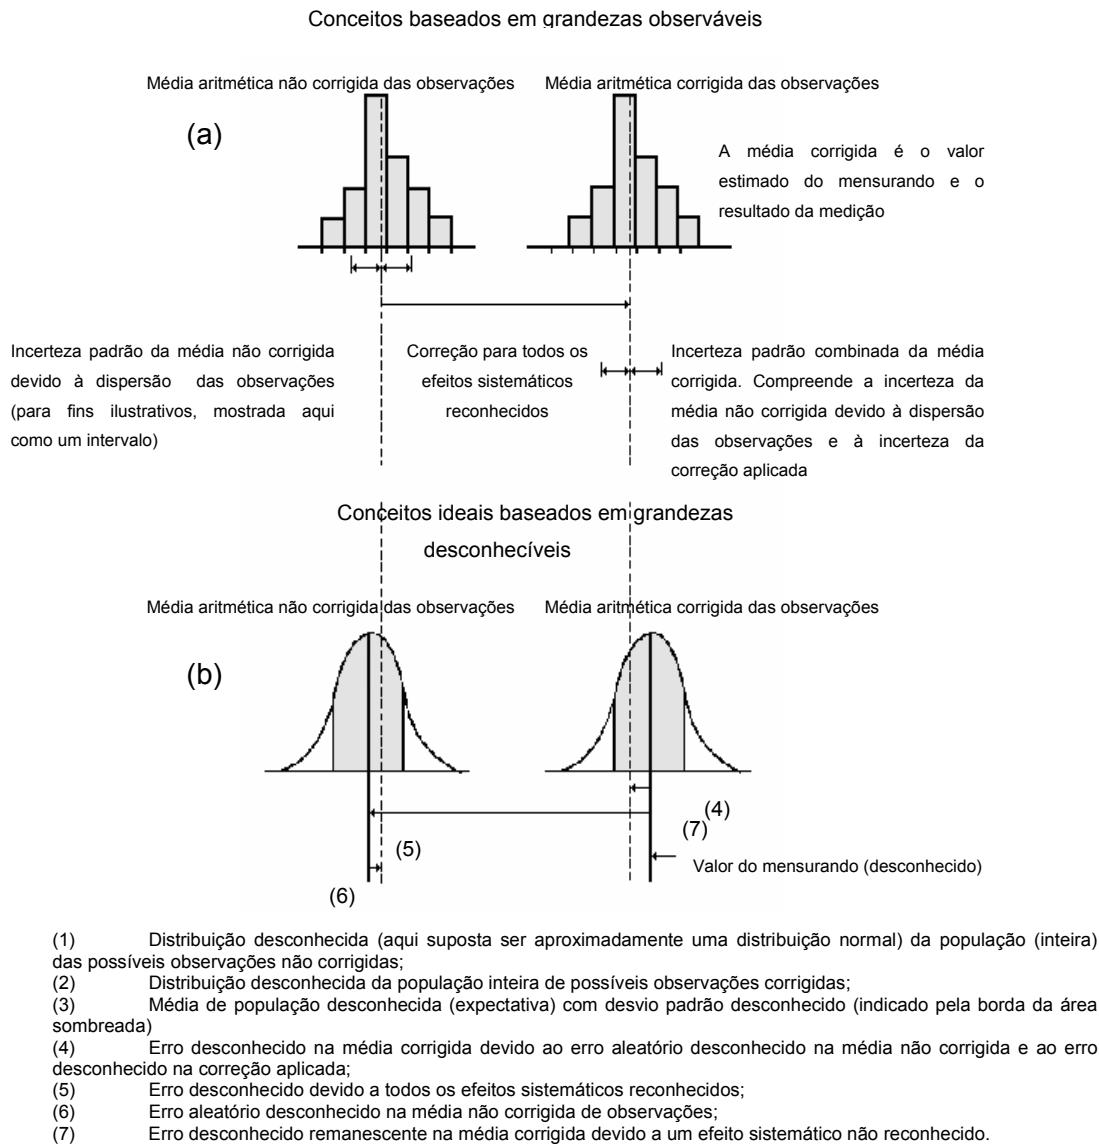 Conceitos baseados em grandezas observáveis
Média aritmética não corrigida das observações
Média aritmética corrigida das observações
(a)
A média corrigida é o valor
estimado do mensurando e o
resultado da medição
Incerteza padrão da média não corrigida
devido à dispersão das observações
(para fins ilustrativos, mostrada aqui
como um intervalo)
Correção para todos os
efeitos sistemáticos
reconhecidos
Incerteza padrão combinada da média
corrigida. Compreende a incerteza da
média não corrigida devido à dispersão
das observações e à incerteza da
correção aplicada
Conceitos ideais baseados em grandezas
desconhecíveis
Média aritmética não corrigida das observações
Média aritmética corrigida das observações
(b)
(4)
(7)
(5)
Valor do mensurando (desconhecido)
(6)
(1) Distribuição desconhecida (aqui suposta ser aproximadamente uma distribuição normal) da população (inteira)
das possíveis observações não corrigidas;
(2) Distribuição desconhecida da população inteira de possíveis observações corrigidas;
(3) Média de população desconhecida (expectativa) com desvio padrão desconhecido (indicado pela borda da área
sombreada)
(4) Erro desconhecido na média corrigida devido ao erro aleatório desconhecido na média não corrigida e ao erro
desconhecido na correção aplicada;
(5) Erro desconhecido devido a todos os efeitos sistemáticos reconhecidos;
(6) Erro aleatório desconhecido na média não corrigida de observações;
(7) Erro desconhecido remanescente na média corrigida devido a um efeito sistemático não reconhecido.